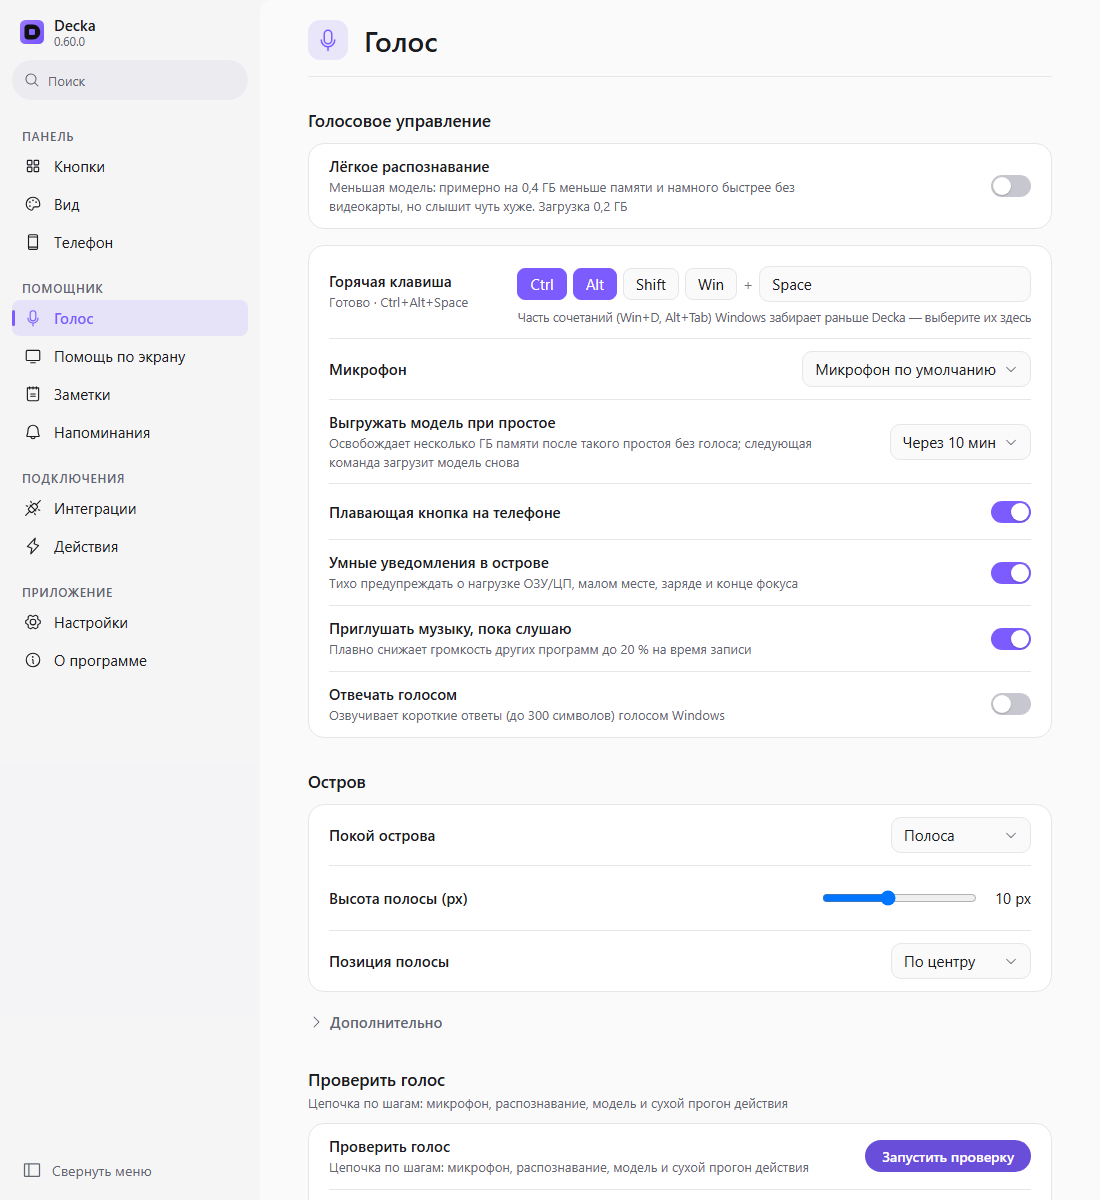 Decka
0.60.0
Поиск
ПАНЕЛЬ
Кнопки
Вид
Телефон
ПОМОЩНИК
Голос
Помощь по экрану
Заметки
Напоминания
ПОДКЛЮЧЕНИЯ
Интеграции
Действия
ПРИЛОЖЕНИЕ
Настройки
О программе
Свернуть меню
Голос
Голосовое управление
Лёгкое распознавание
Меньшая модель: примерно на 0,4 ГБ меньше памяти и намного быстрее без
видеокарты, но слышит чуть хуже. Загрузка 0,2 ГБ
Горячая клавиша
Готово · Ctrl+Alt+Space
Ctrl Alt Shift Win + Space
Часть сочетаний (Win+D, Alt+Tab) Windows забирает раньше Decka — выберите их здесь
Микрофон
Микрофон по умолчанию
Выгружать модель при простое
Освобождает несколько ГБ памяти после такого простоя без голоса; следующая
команда загрузит модель снова
Через 10 мин
Плавающая кнопка на телефоне
Умные уведомления в острове
Тихо предупреждать о нагрузке ОЗУ/ЦП, малом месте, заряде и конце фокуса
Приглушать музыку, пока слушаю
Плавно снижает громкость других программ до 20 % на время записи
Отвечать голосом
Озвучивает короткие ответы (до 300 символов) голосом Windows
Остров
Покой острова
Полоса
Высота полосы (px)
10 px
Позиция полосы
По центру
Дополнительно
Проверить голос
Цепочка по шагам: микрофон, распознавание, модель и сухой прогон действия
Проверить голос
Цепочка по шагам: микрофон, распознавание, модель и сухой прогон действия
Запустить проверку